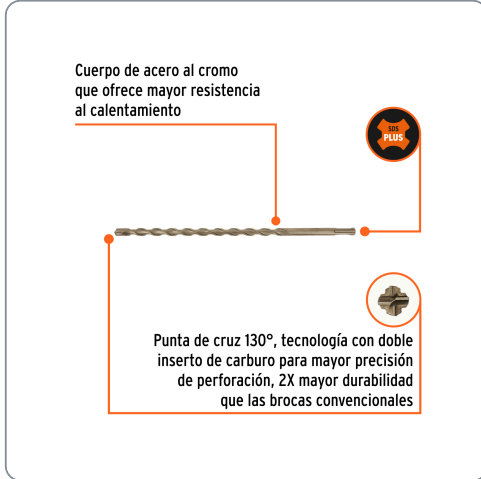 Cuerpo de acero al cromo
que ofrece mayor resistencia
al calentamiento
SDS
PLUS
Punta de cruz 130°, tecnología con doble
inserto de carburo para mayor precisión
de perforación, 2X mayor durabilidad
que las brocas convencionales